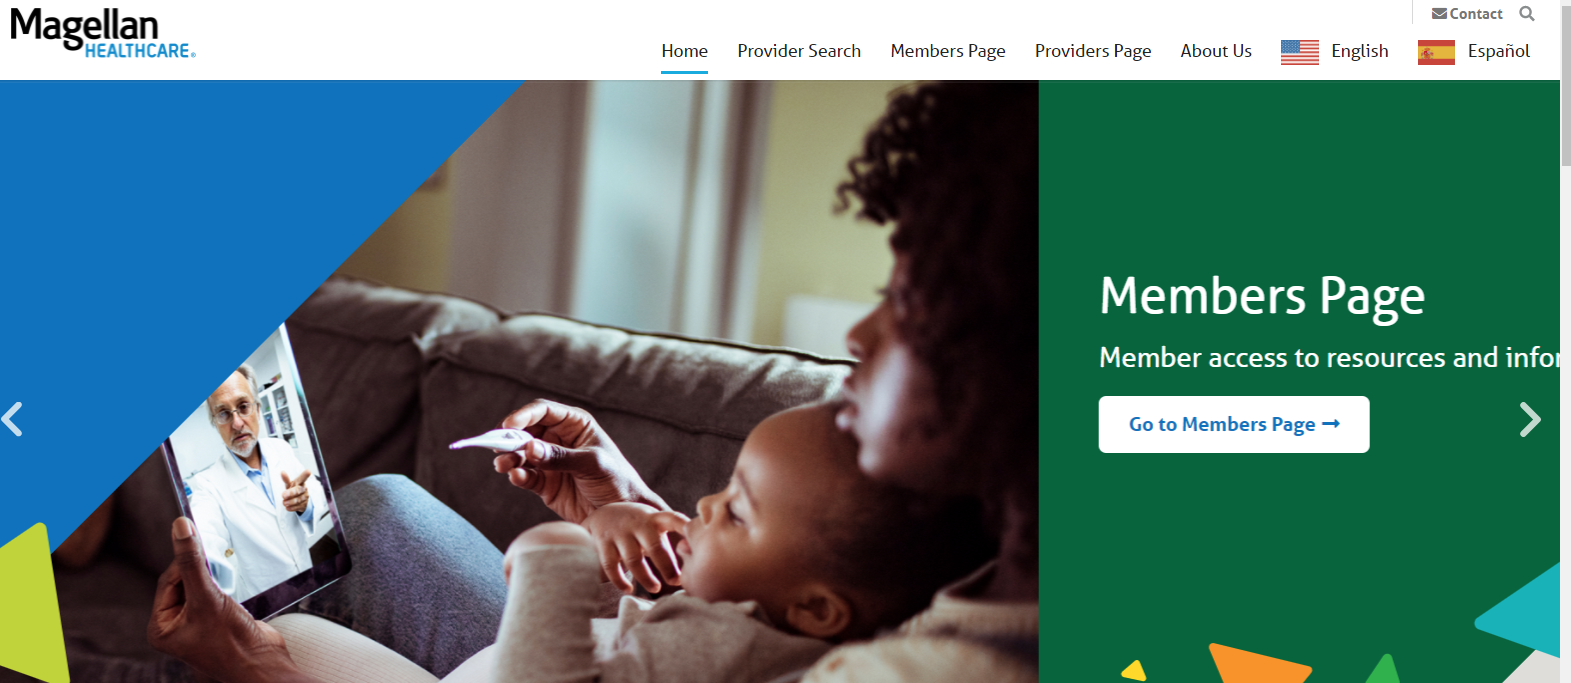 Magellan
HEALTHCARE®
Contact
Home Provider Search Members Page Providers Page About Us English Español
Members Page
Member access to resources and infor
Go to Members Page →